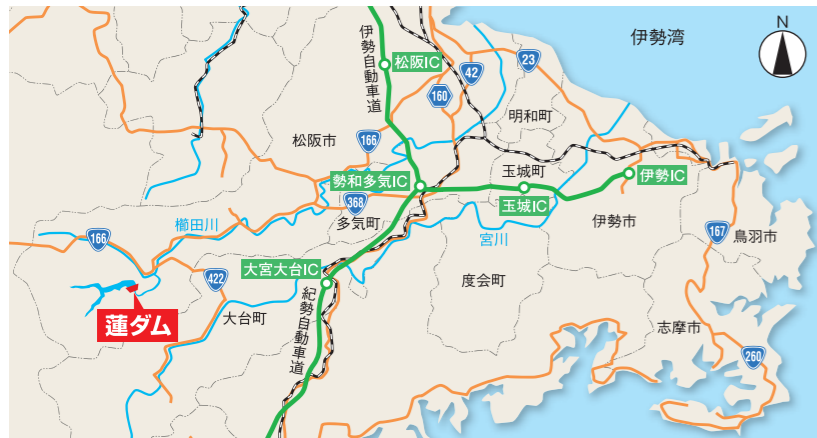 伊勢湾
N
23
42
伊勢自動車道
松阪IC
160
明和町
166
松阪市
玉城町
勢和多気IC
伊勢IC
玉城IC
368
多気町
伊勢市
櫛田川
宮川
167
鳥羽市
166
大宮大台IC
422
度会町
蓮ダム
大台町
紀勢自動車道
志摩市
260